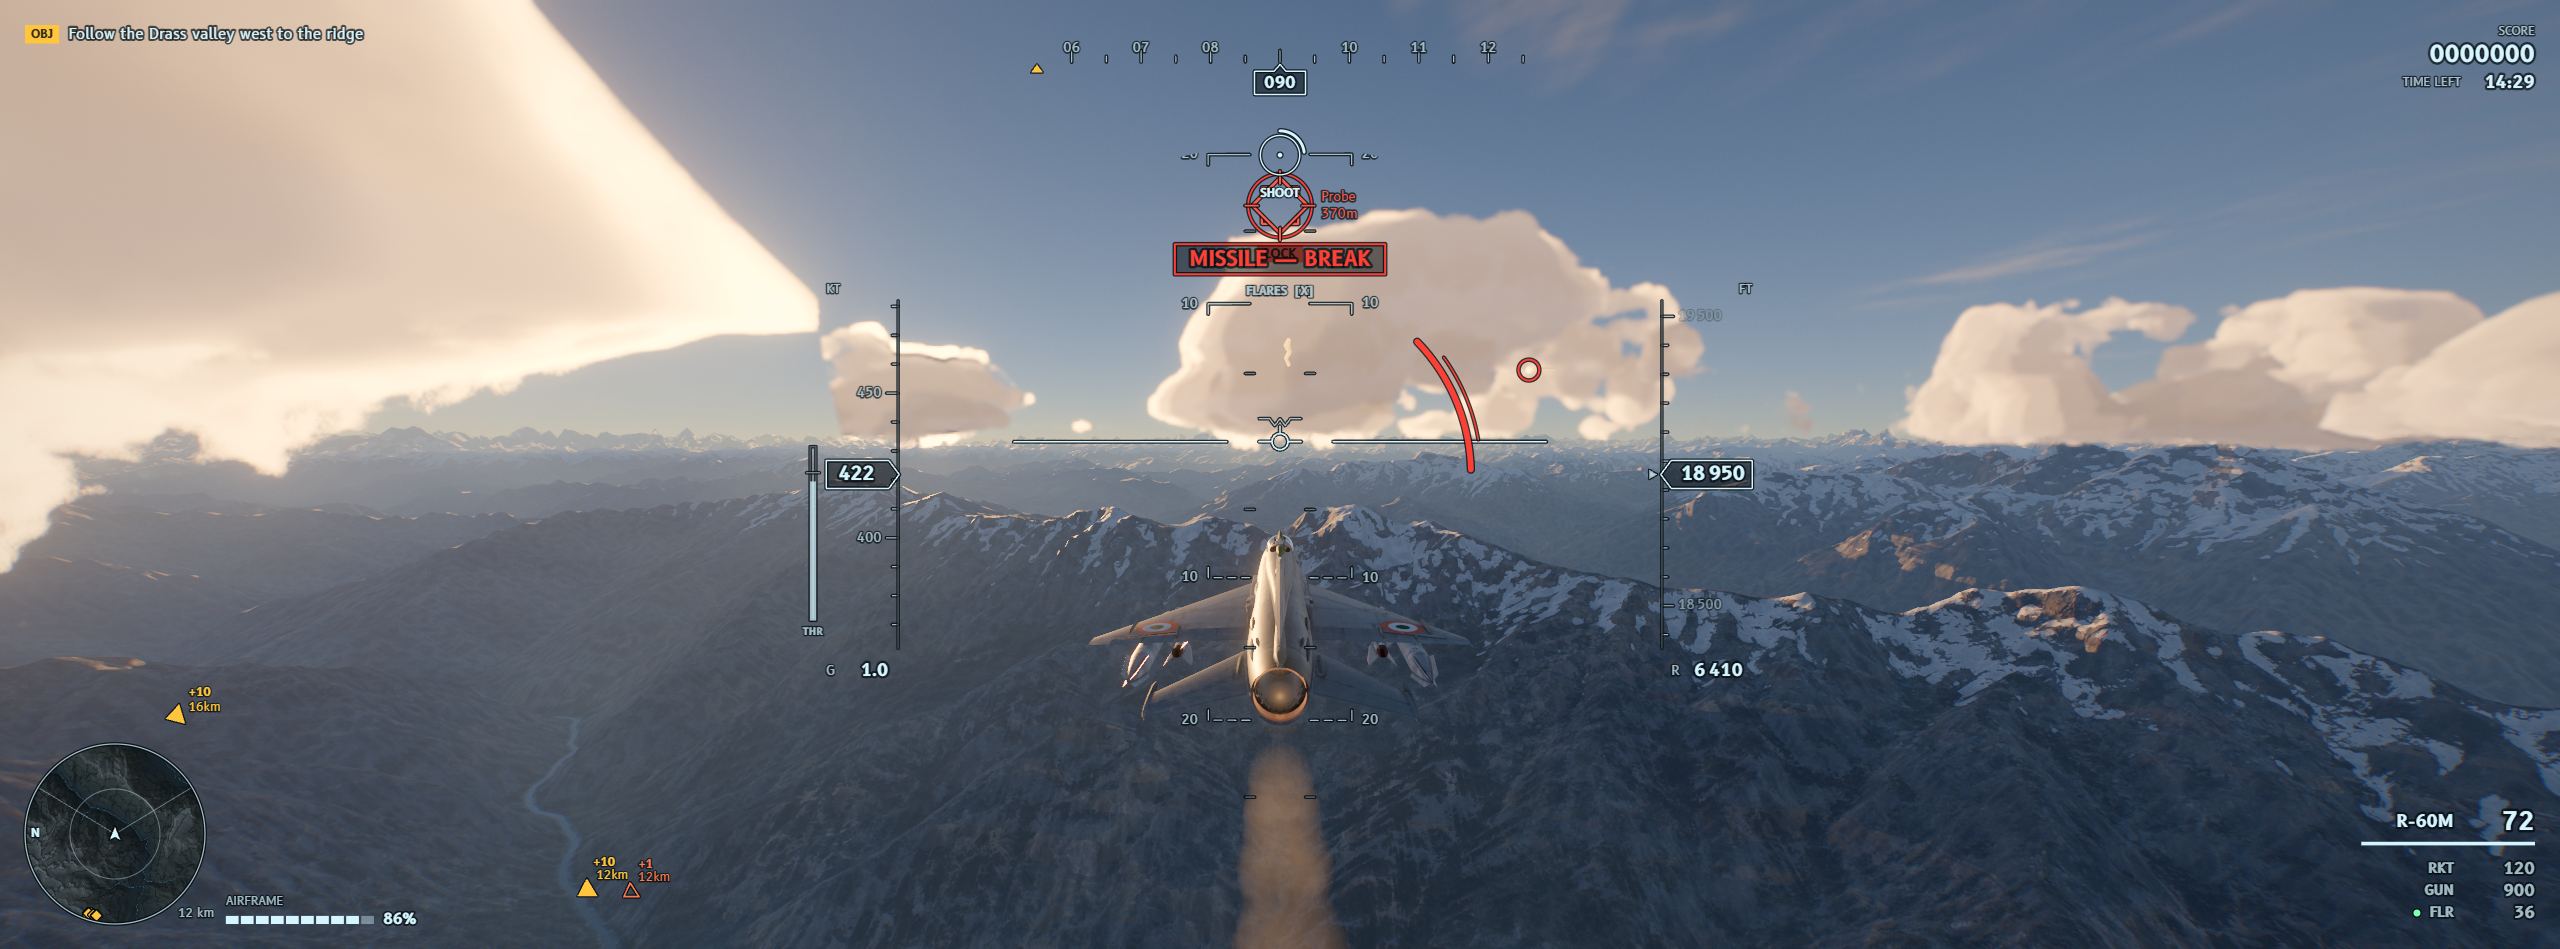 OBJ Follow the Drass valley west to the ridge
06 07 08 10 11 12
090
SCORE
0000000
TIME LEFT 14:29
SHOOT
Probe
370m
MISSILE — BREAK
FLARES [X]
10 10
KT
450
422
400
THR
G 1.0
FT
19 500
18 950
18 500
R 6 410
10 10
20 20
+10
16km
N
12 km
+10
12km
+1
12km
AIRFRAME
86%
R-60M 72
RKT 120
GUN 900
FLR 36